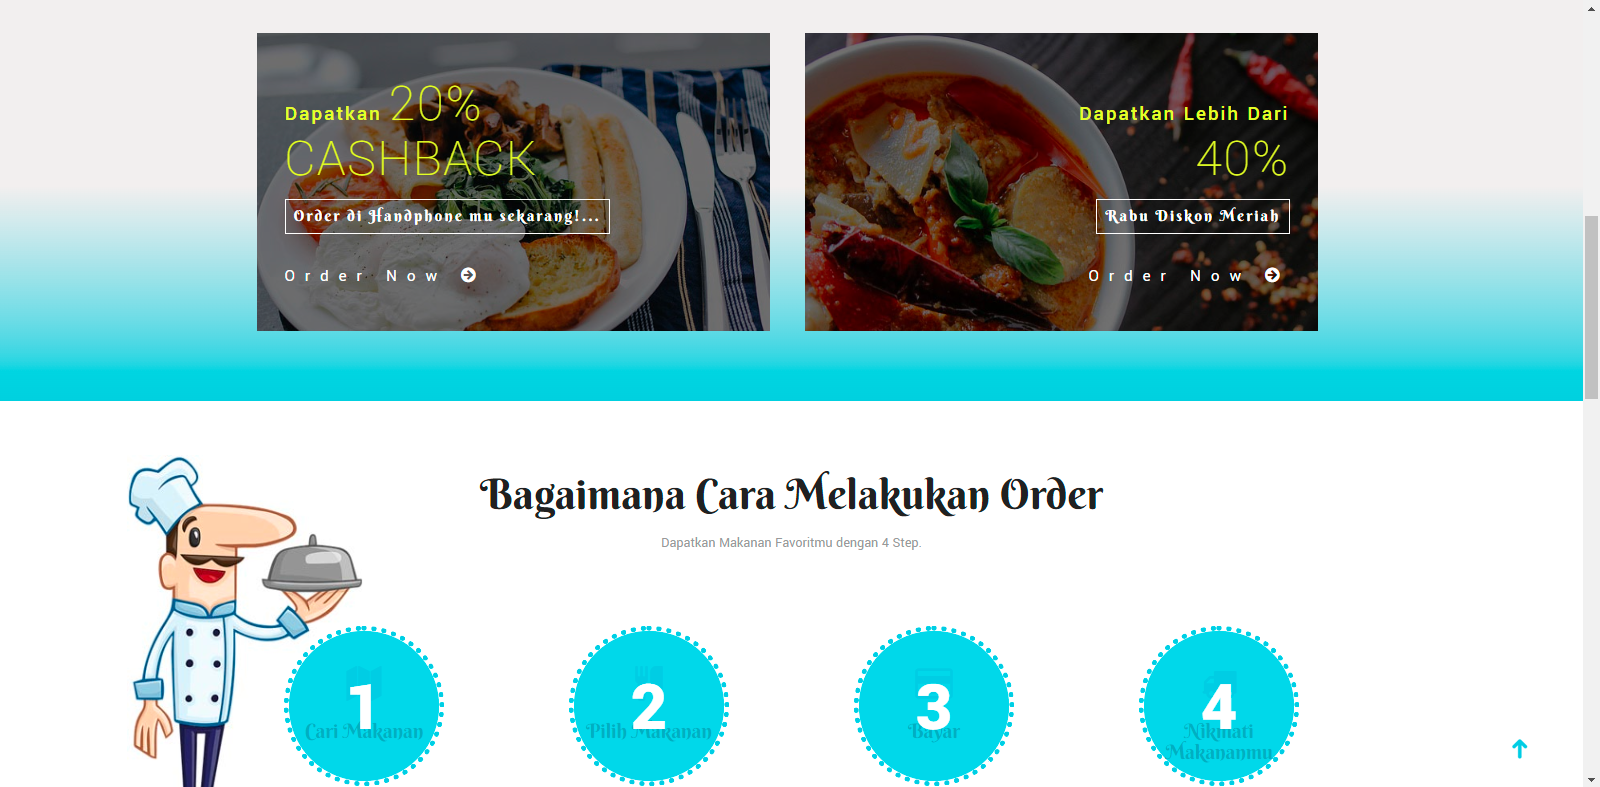 Dapatkan 20%
CASHBACK
Order di Handphone mu sekarang!...
Order Now
Dapatkan Lebih Dari
40%
Rabu Diskon Meriah
Order Now
Bagaimana Cara Melakukan Order
Dapatkan Makanan Favoritmu dengan 4 Step.
1
Cari Makanan
2
Pilih Makanan
3
Bayar
4
Nikmati
Makananmu